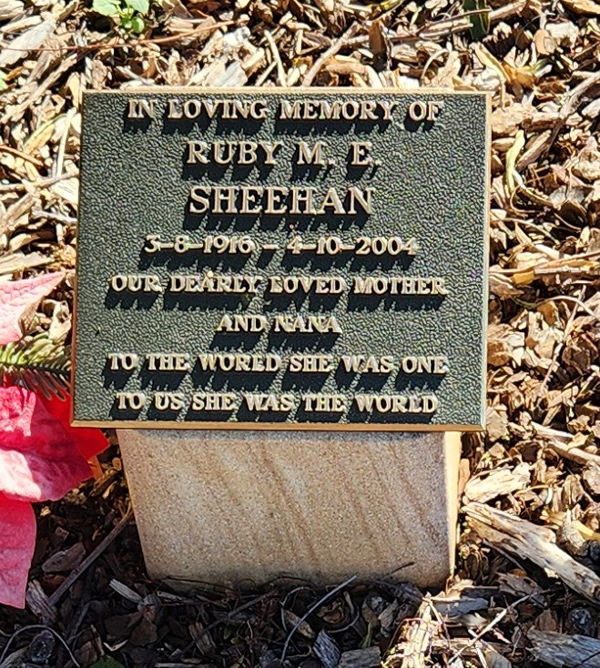 IN LOVING MEMORY OF
RUBY M. E.
SHEEHAN
3-8-1916 - 4-10-2004
OUR DEARLY LOVED MOTHER
AND NANA
TO THE WORLD SHE WAS ONE
TO US SHE WAS THE WORLD